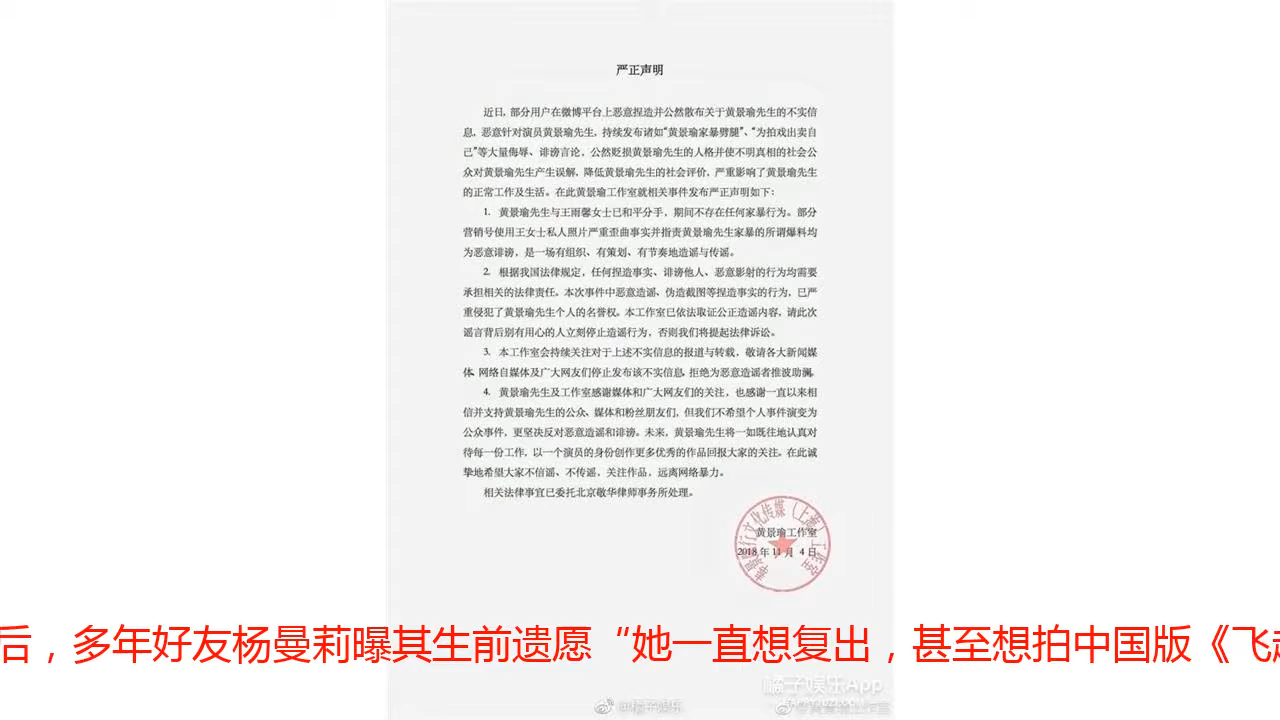 严正声明
近日，部分用户在微博平台上恶意捏造并公然散布关于黄景瑜先生的不实信
息，恶意针对演员黄景瑜先生，持续发布诸如“黄景瑜家暴劈腿”、“为拍戏出卖自
己”等大量侮辱、诽谤言论，公然贬损黄景瑜先生的人格并使不明真相的社会公
众对黄景瑜先生产生误解，降低黄景瑜先生的社会评价，严重影响了黄景瑜先生
的正常工作及生活。在此黄景瑜工作室就相关事件发布严正声明如下：
1. 黄景瑜先生与王雨馨女士已和平分手，期间不存在任何家暴行为。部分
营销号使用王女士私人照片严重歪曲事实并指责黄景瑜先生家暴的所谓爆料均
为恶意诽谤，是一场有组织、有策划、有节奏地造谣与传谣。
2. 根据我国法律规定，任何捏造事实、诽谤他人、恶意影射的行为均需要
承担相关的法律责任。本次事件中恶意造谣、伪造截图等捏造事实的行为，已严
重侵犯了黄景瑜先生个人的名誉权。本工作室已依法取证公正造谣内容，请此次
谣言背后别有用心的人立刻停止造谣行为，否则我们将提起法律诉讼。
3. 本工作室会持续关注对于上述不实信息的报道与转载，敬请各大新闻媒
体、网络自媒体及广大网友们停止发布该不实信息，拒绝为恶意造谣者推波助澜。
4. 黄景瑜先生及工作室感谢媒体和广大网友们的关注，也感谢一直以来相
信并支持黄景瑜先生的公众、媒体和粉丝朋友们，但我们不希望个人事件演变为
公众事件，更坚决反对恶意造谣和诽谤。未来，黄景瑜先生将一如既往地认真对
待每一份工作，以一个演员的身份创作更多优秀的作品回报大家的关注。在此诚
挚地希望大家不信谣、不传谣，关注作品，远离网络暴力。
相关法律事宜已委托北京敬华律师事务所处理。
黄景瑜工作室
2018 年 11 月 4 日
后，多年好友杨曼莉曝其生前遗愿“她一直想复出，甚至想拍中国版《飞越
橘子娱乐App
@橘子娱乐